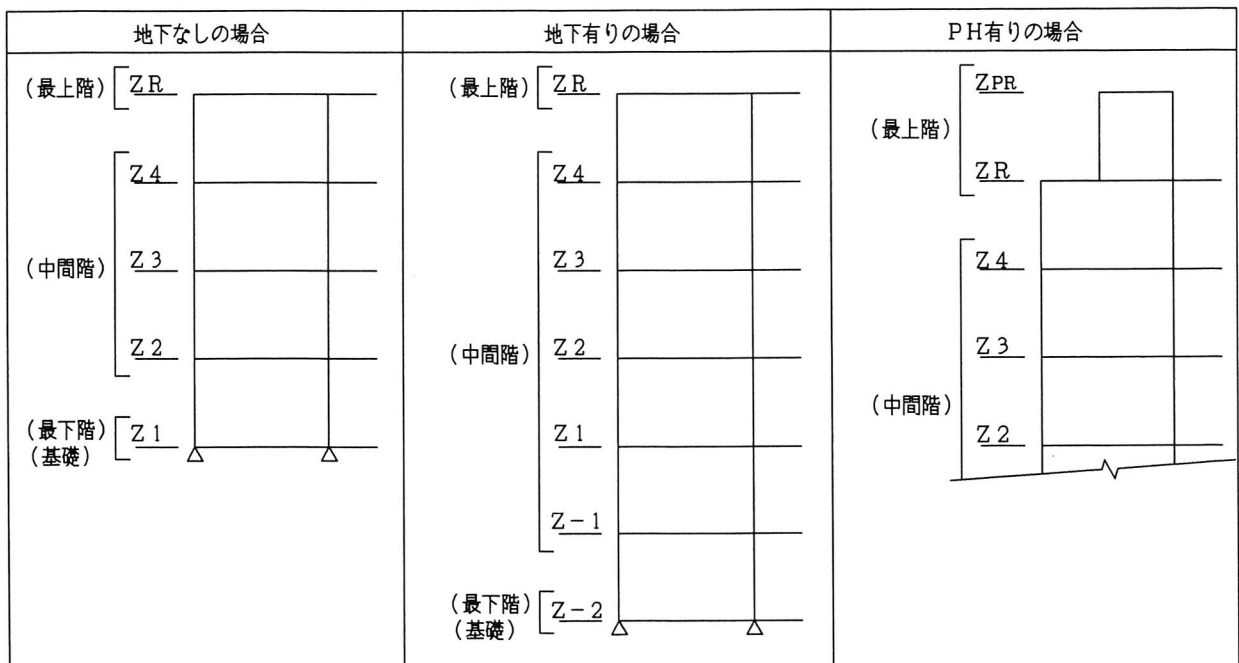 地下なしの場合
(最上階)
ZR
Z4
(中間階)
Z3
Z2
(最下階)
(基礎)
Z1
地下有りの場合
(最上階)
ZR
Z4
Z3
(中間階)
Z2
Z1
Z-1
(最下階)
(基礎)
Z-2
PH有りの場合
ZPR
(最上階)
ZR
Z4
Z3
(中間階)
Z2